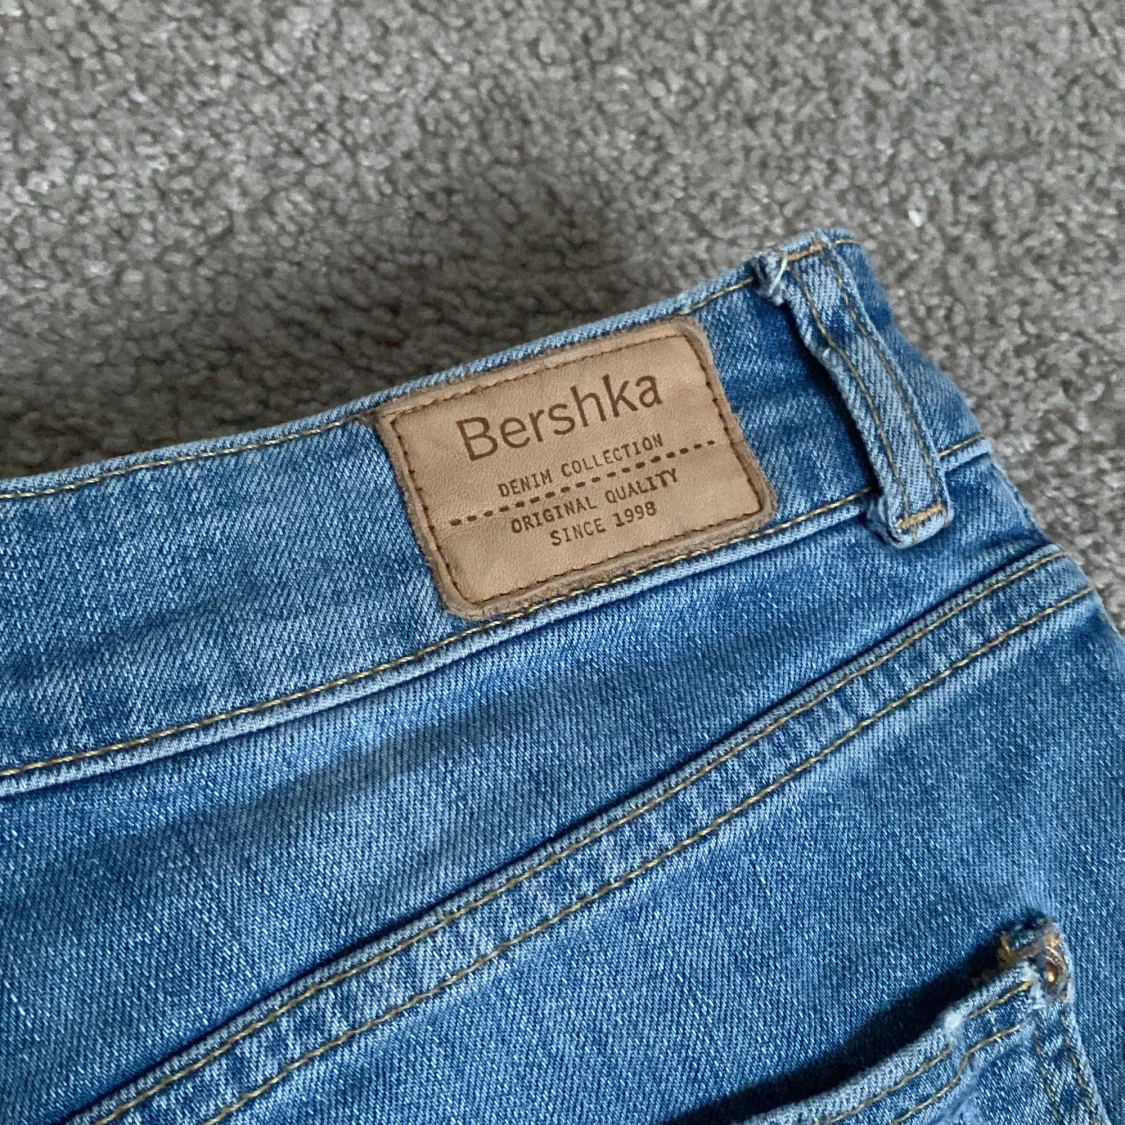 Bershka
DENIM COLLECTION
ORIGINAL QUALITY
SINCE 1998